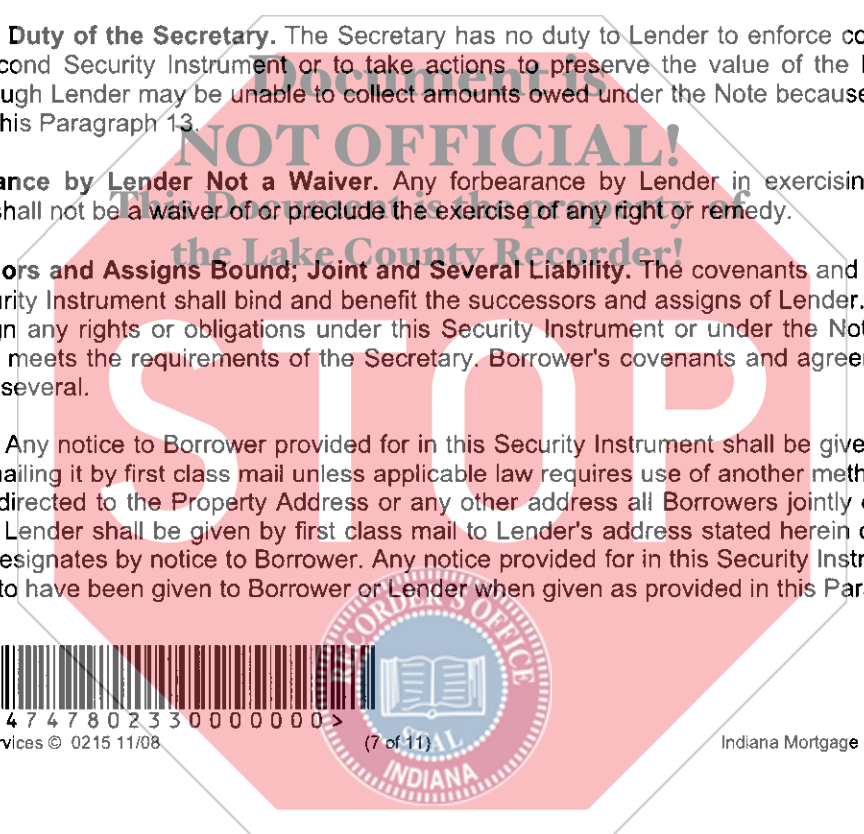 Duty of the Secretary. The Secretary has no duty to Lender to enforce co
cond Security Instrument or to take actions to preserve the value of the
ugh Lender may be unable to collect amounts owed under the Note because
his Paragraph 13.
ance by Lender Not a Waiver. Any forbearance by Lender in exercisin
hall not be a waiver of or preclude the exercise of any right or remedy.
ors and Assigns Bound; Joint and Several Liability. The covenants and
urity Instrument shall bind and benefit the successors and assigns of Lender.
gn any rights or obligations under this Security Instrument or under the Not
meets the requirements of the Secretary. Borrower's covenants and agree
several.
Any notice to Borrower provided for in this Security Instrument shall be give
ailing it by first class mail unless applicable law requires use of another meth
directed to the Property Address or any other address all Borrowers jointly
Lender shall be given by first class mail to Lender's address stated herein
esignates by notice to Borrower. Any notice provided for in this Security Instr
to have been given to Borrower or Lender when given as provided in this Par
4747802330000000>
rvices © 0215 11/08
(7 of 11)
Indiana Mortgage
Document is
NOT OFFICIAL!
This Document is the property of
the Lake County Recorder!
STOP
RECORDER'S OFFICE
SEAL
INDIANA